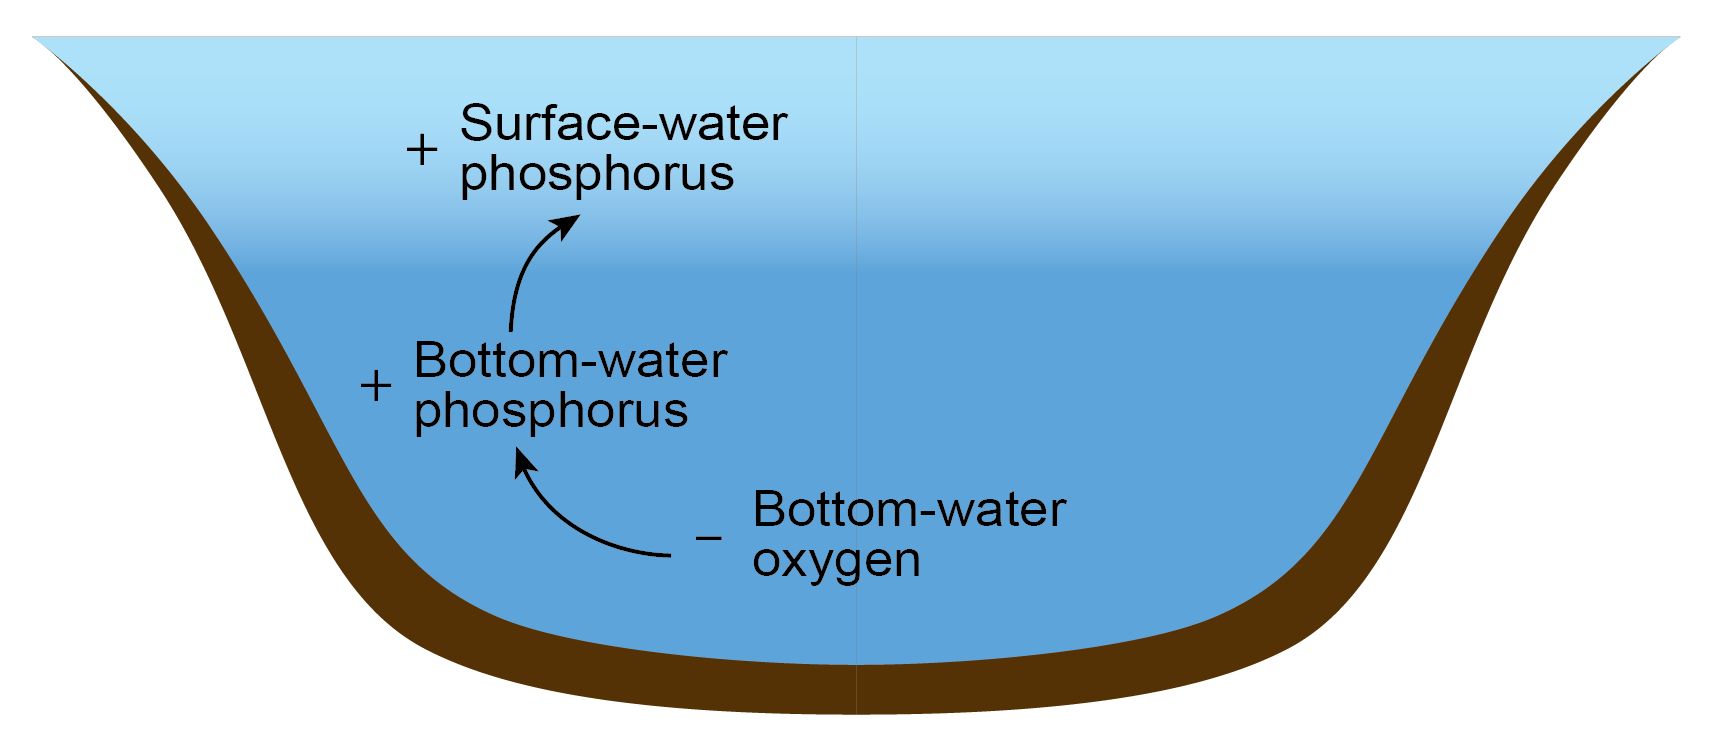 + Surface-water
phosphorus
+ Bottom-water
phosphorus
– Bottom-water
oxygen